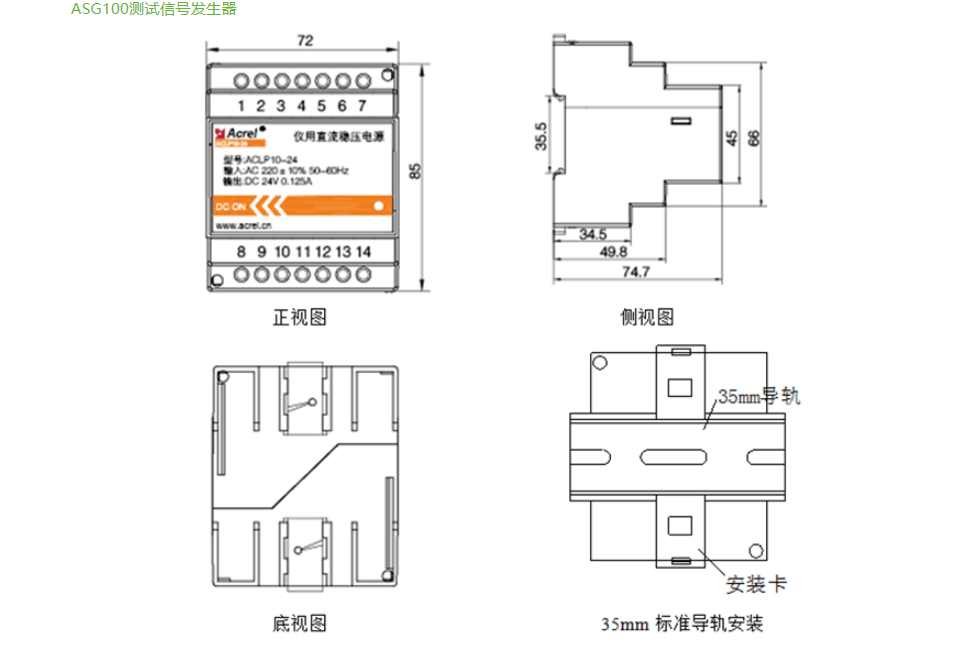 ASG100测试信号发生器
72
1 2 3 4 5 6 7
Acrel
ACLP10-24
仪用直流稳压电源
型号:ACLP10-24
输入:AC 220±10% 50-60Hz
输出:DC 24V 0.125A
DC ON
www.acrel.cn
8 9 10 11 12 13 14
85
正视图
35.5
45
66
34.5
49.8
74.7
侧视图
底视图
35mm导轨
安装卡
35mm 标准导轨安装